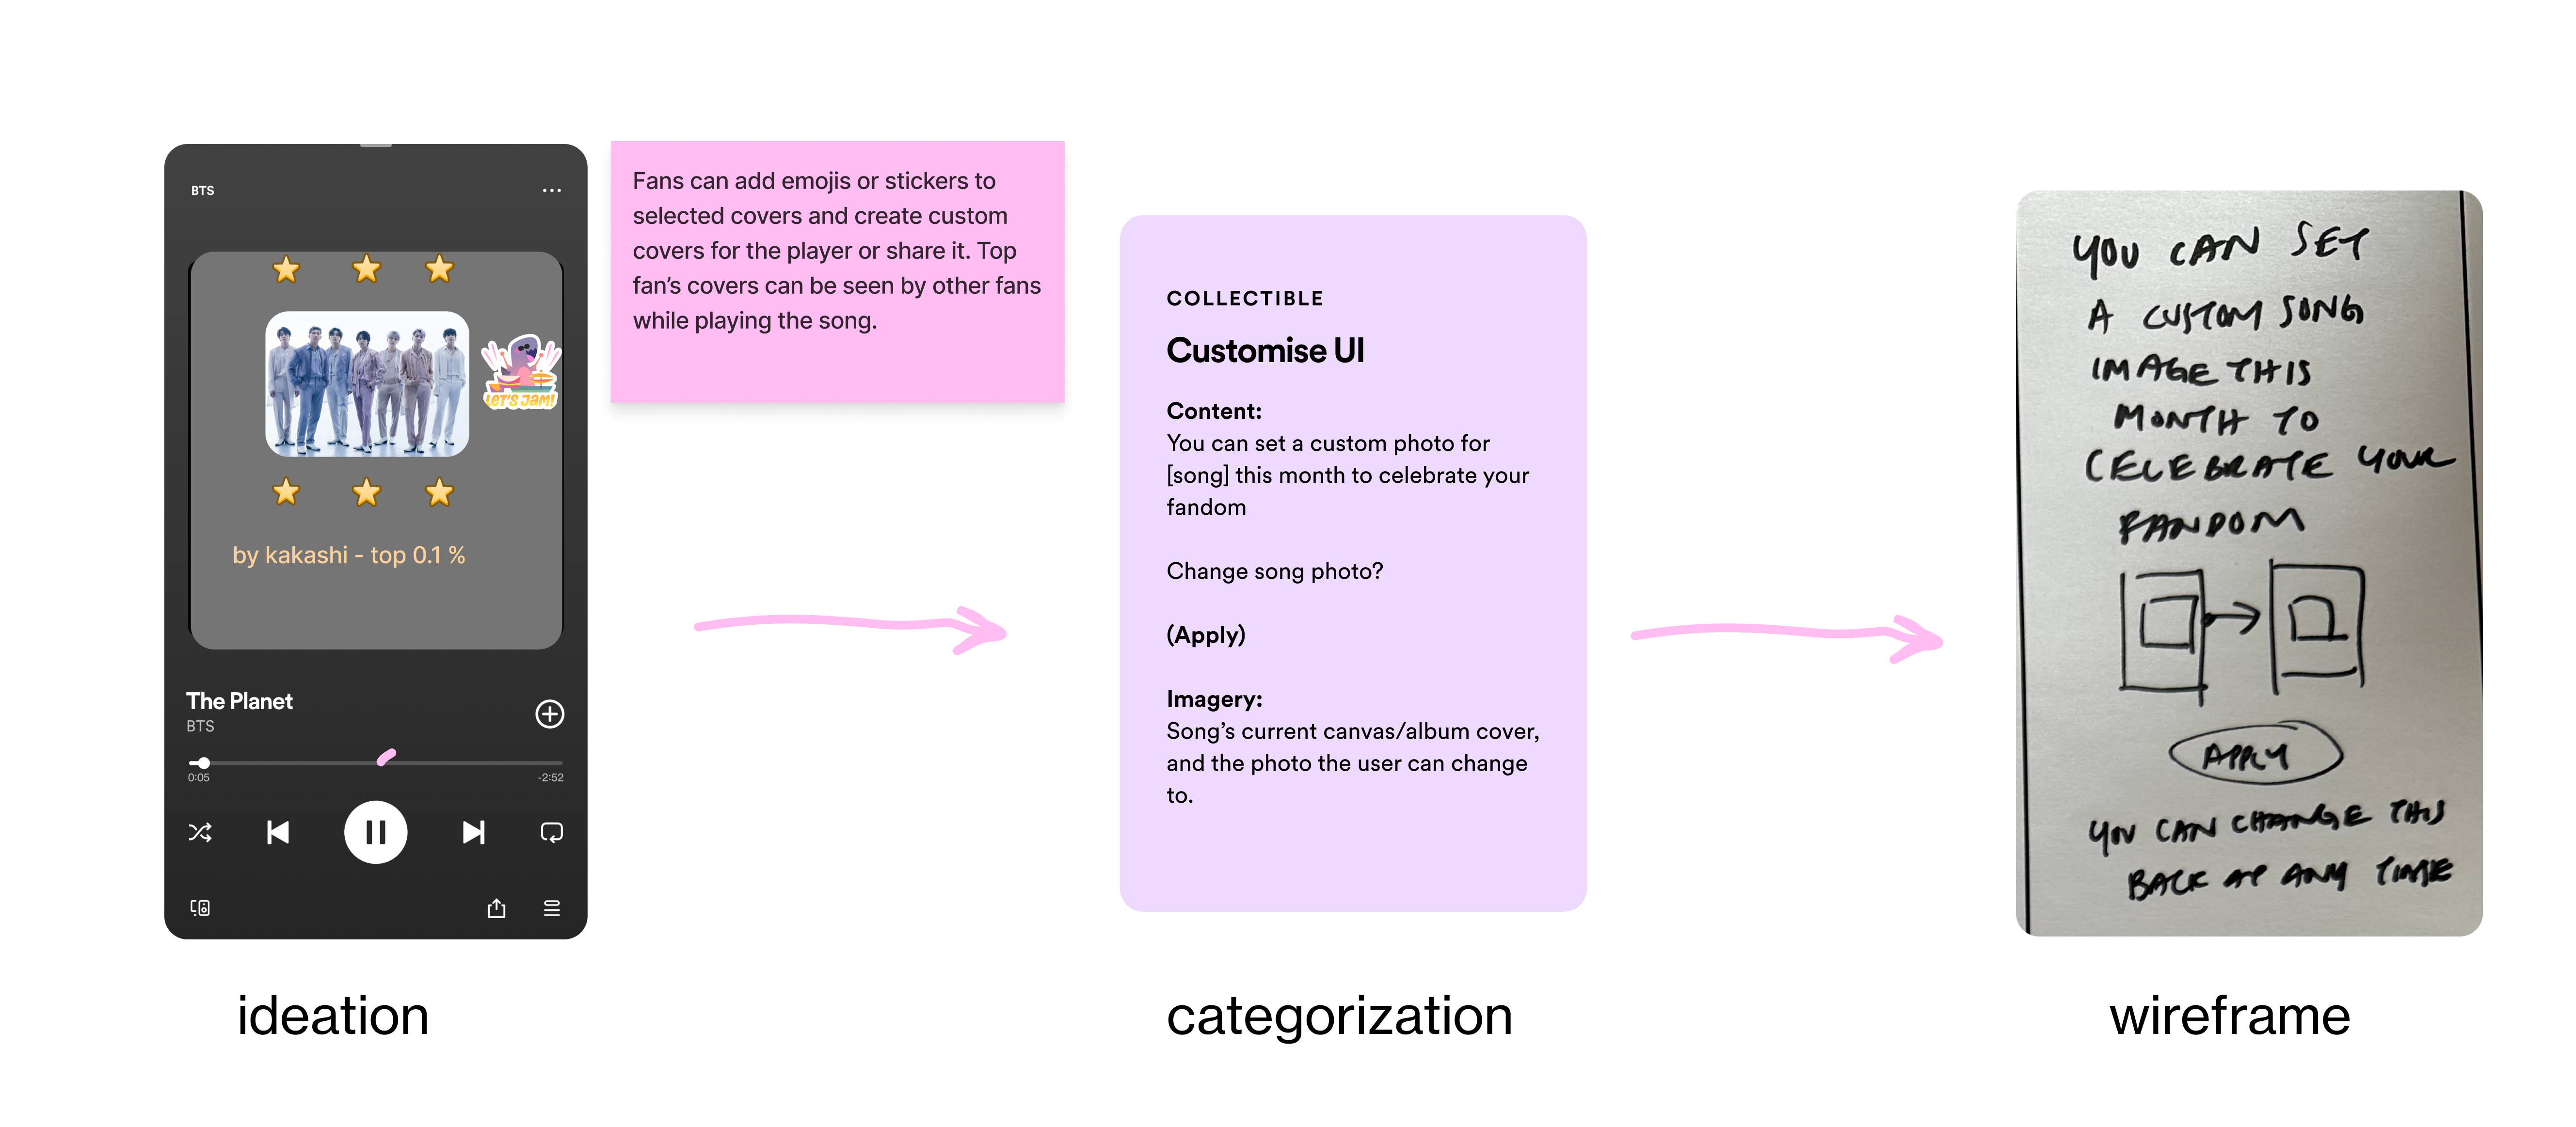 BTS
by kakashi - top 0.1 %
LET'S JAM!
The Planet
BTS
0:05
-2:52
Fans can add emojis or stickers to
selected covers and create custom
covers for the player or share it. Top
fan’s covers can be seen by other fans
while playing the song.
COLLECTIBLE
Customise UI
Content:
You can set a custom photo for
[song] this month to celebrate your
fandom
Change song photo?
(Apply)
Imagery:
Song’s current canvas/album cover,
and the photo the user can change
to.
YOU CAN SET
A CUSTOM SONG
IMAGE THIS
MONTH TO
CELEBRATE YOUR
FANDOM
APPLY
YOU CAN CHANGE THIS
BACK AT ANY TIME
ideation
categorization
wireframe